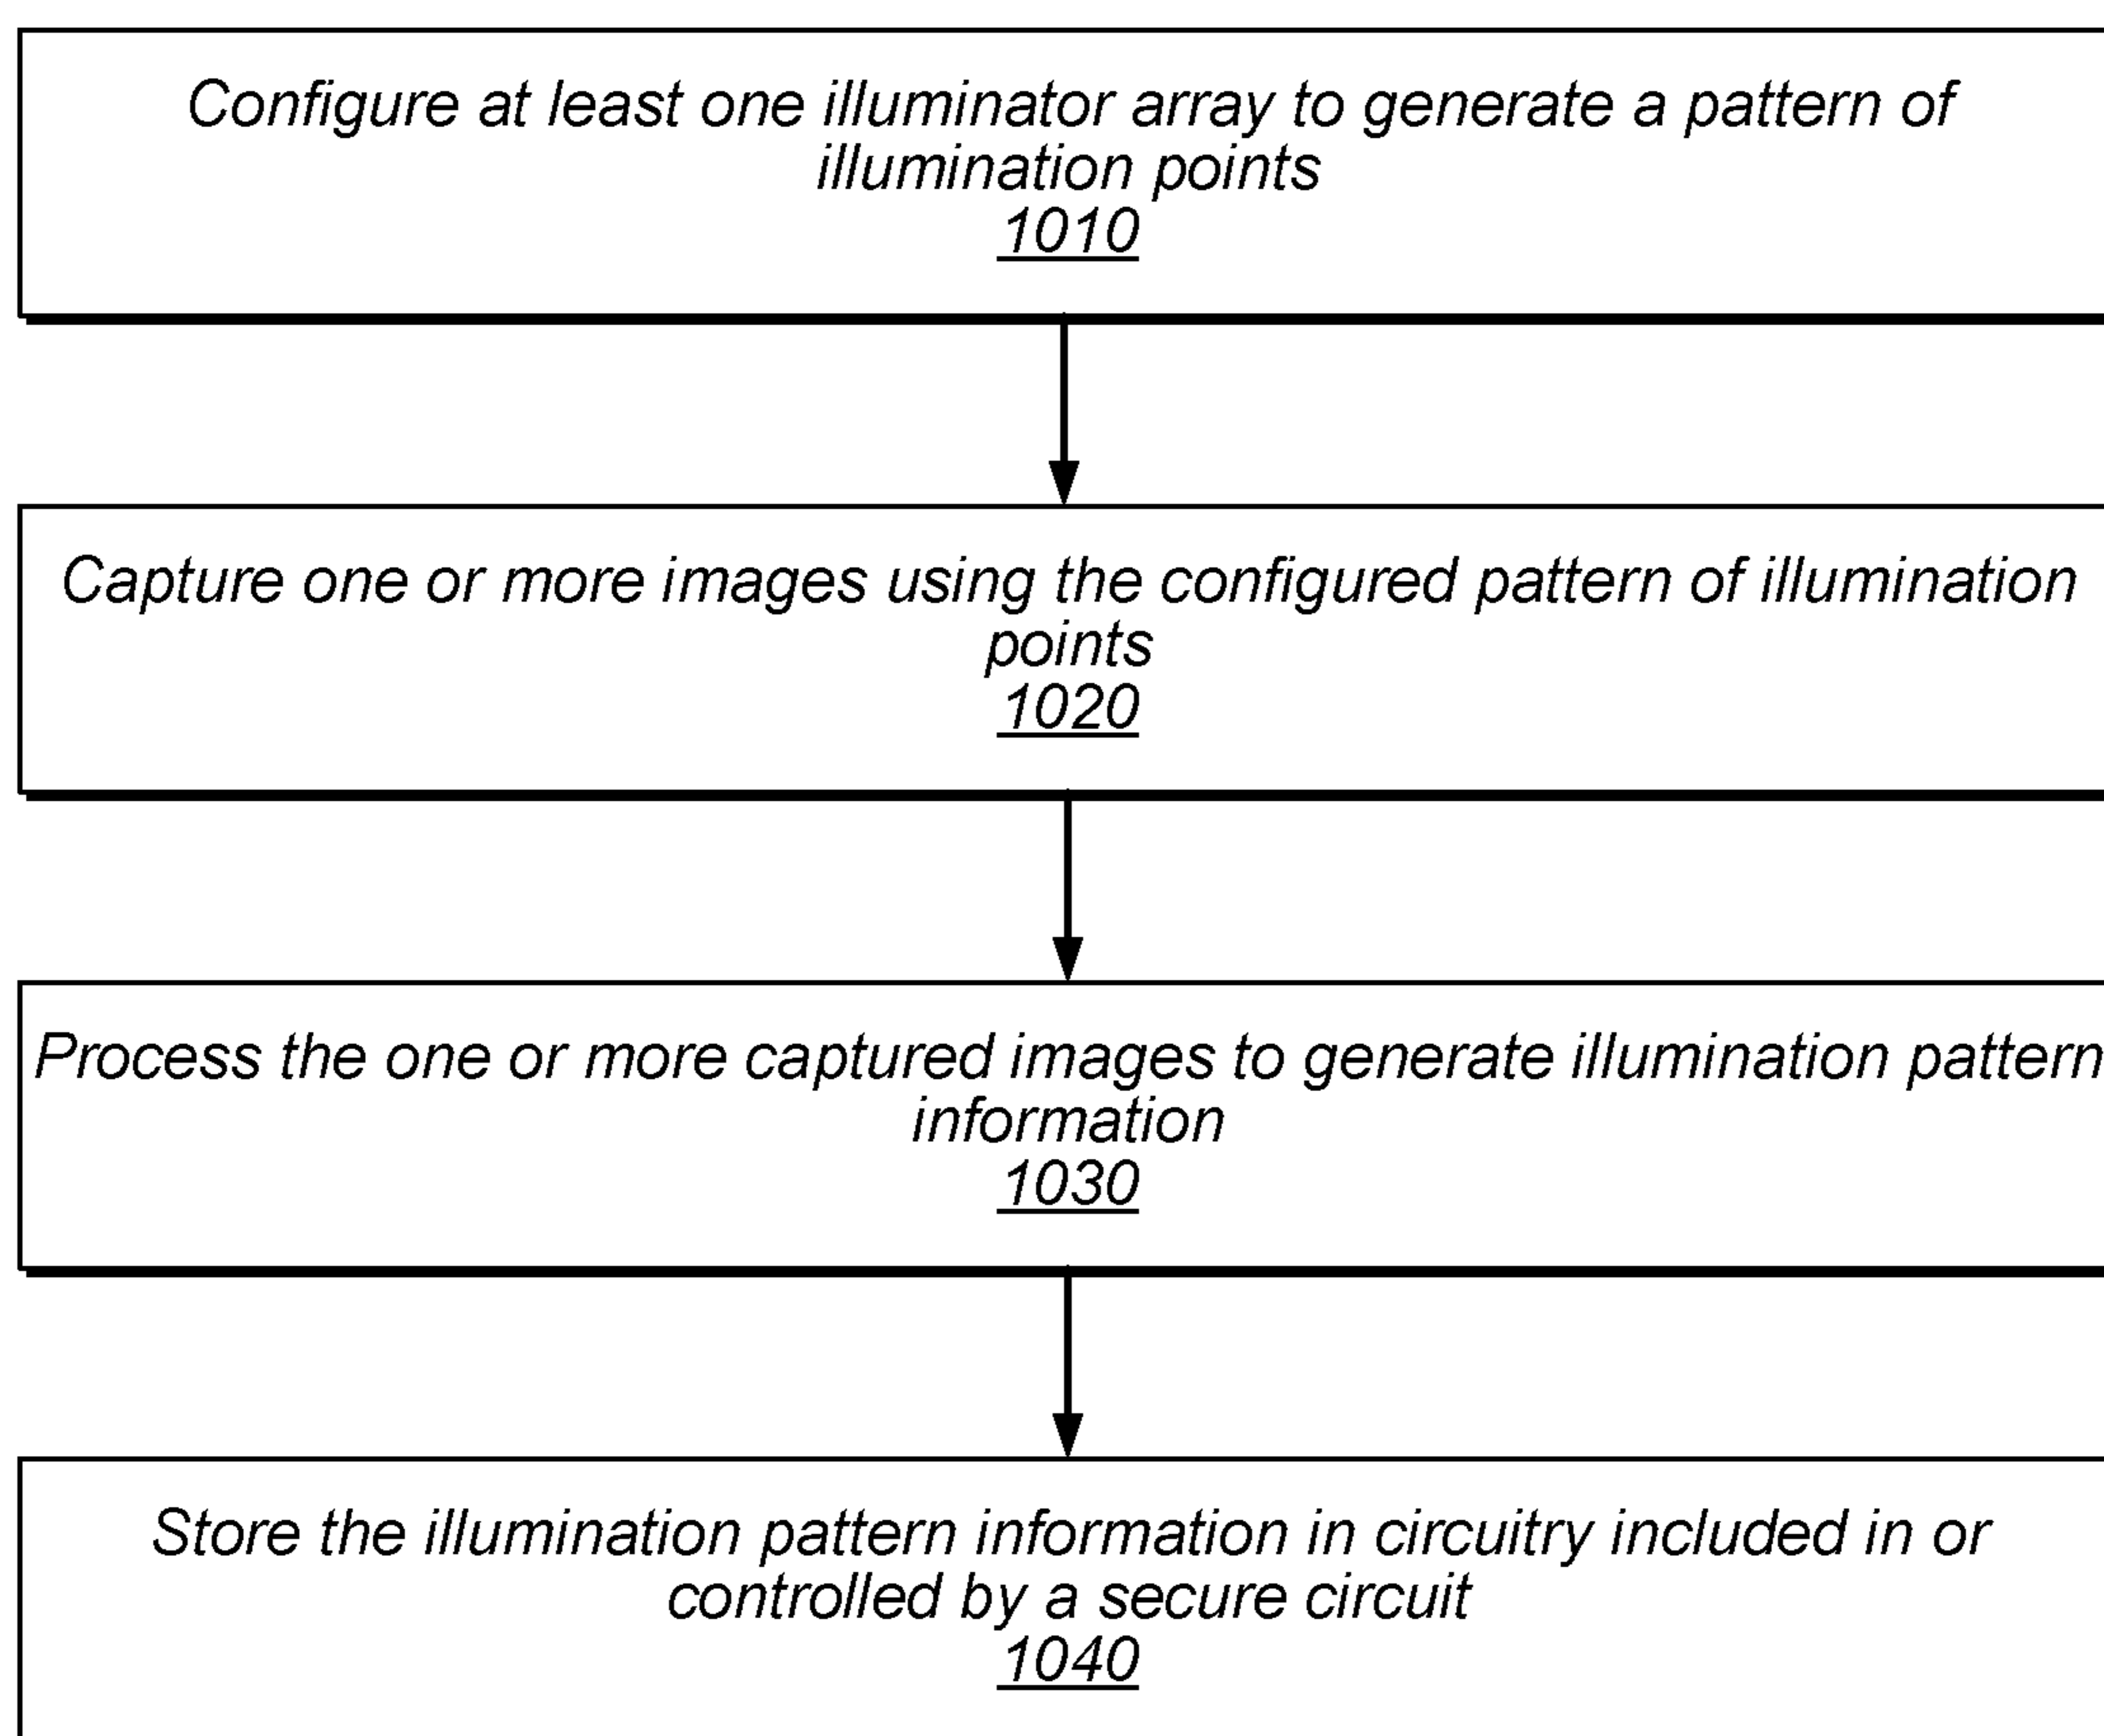 Configure at least one illuminator array to generate a pattern of
illumination points
1010
Capture one or more images using the configured pattern of illumination
points
1020
Process the one or more captured images to generate illumination pattern
information
1030
Store the illumination pattern information in circuitry included in or
controlled by a secure circuit
1040